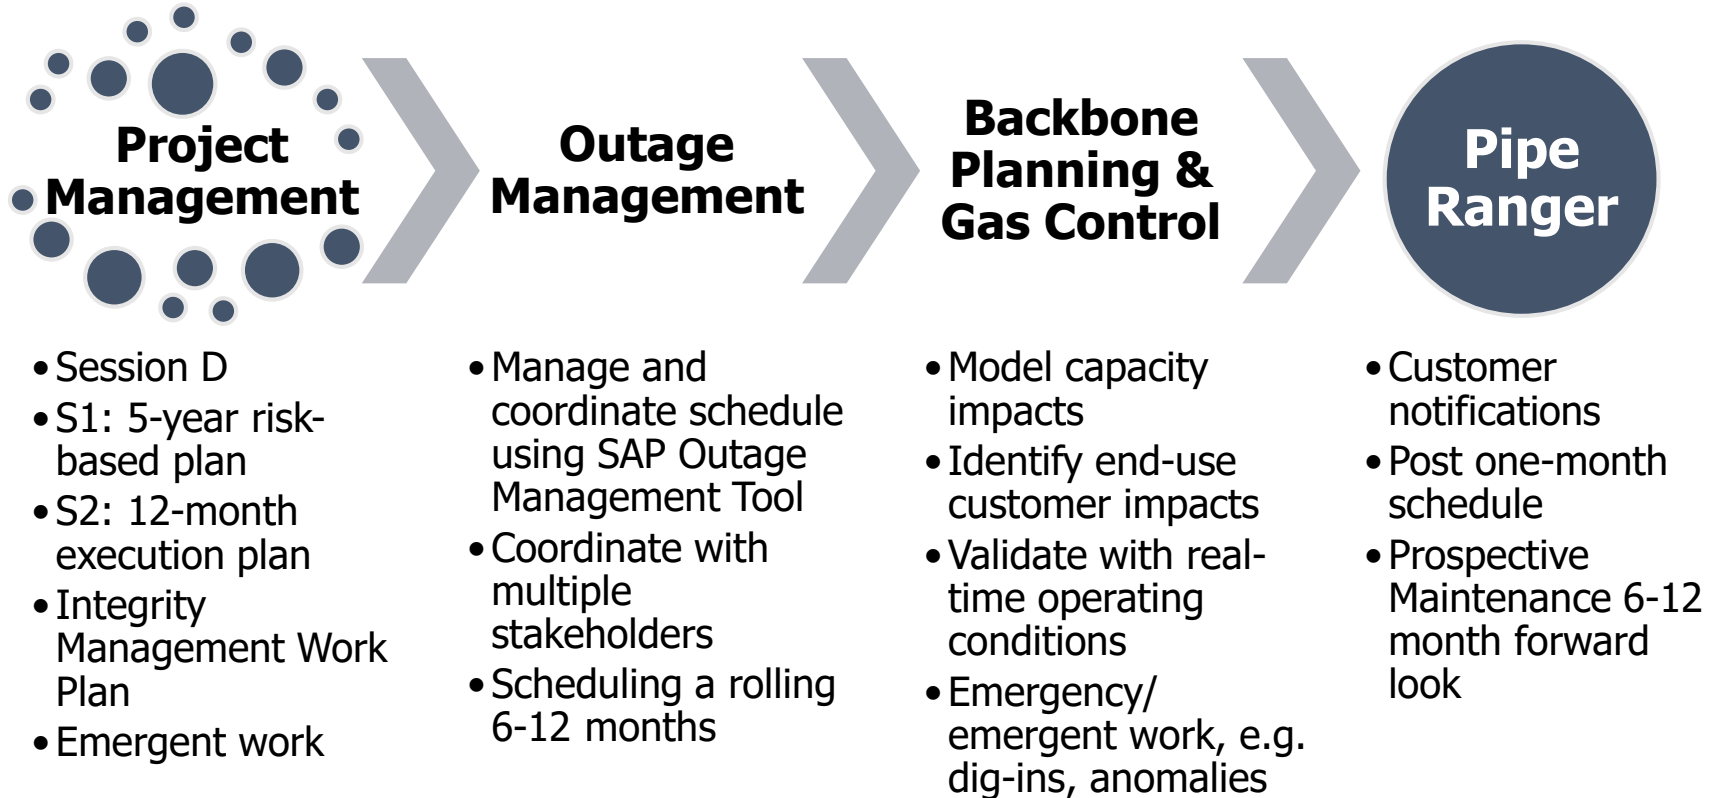 Project
Management
Outage
Management
Backbone
Planning &
Gas Control
Pipe
Ranger
• Session D
• S1: 5-year risk-
based plan
• S2: 12-month
execution plan
• Integrity
Management Work
Plan
• Emergent work
• Manage and
coordinate schedule
using SAP Outage
Management Tool
• Coordinate with
multiple
stakeholders
• Scheduling a rolling
6-12 months
• Model capacity
impacts
• Identify end-use
customer impacts
• Validate with real-
time operating
conditions
• Emergency/
emergent work, e.g.
dig-ins, anomalies
• Customer
notifications
• Post one-month
schedule
• Prospective
Maintenance 6-12
month forward
look